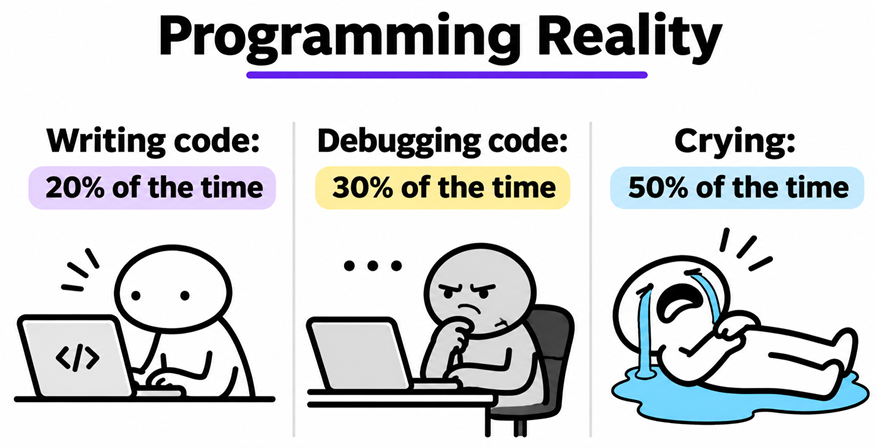 Programming Reality
Writing code:
20% of the time
</>
Debugging code:
30% of the time
...
Crying:
50% of the time